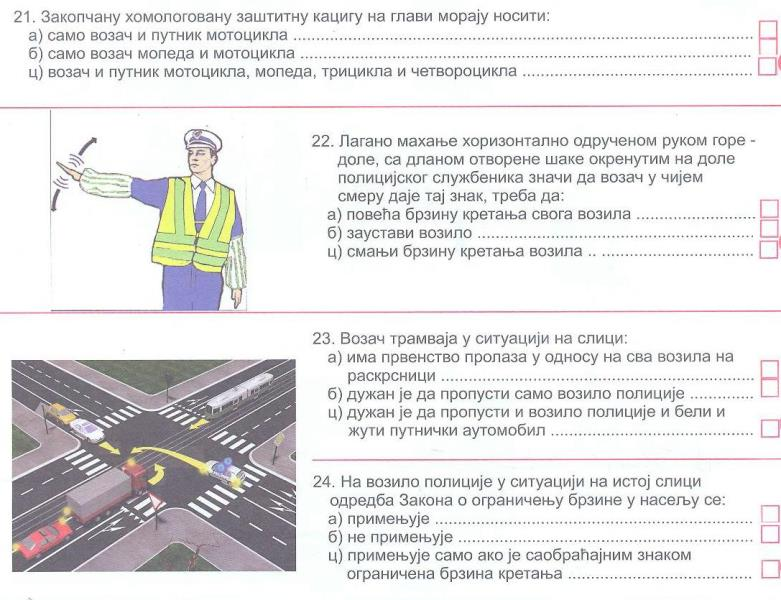 21. Закопчану хомологовану заштитну кацигу на глави морају носити:
а) само возач и путник мотоцикла
б) само возач мопеда и мотоцикла
ц) возач и путник мотоцикла, мопеда, трицикла и четвороцикла
22. Лагано махање хоризонтално одрученом руком горе -
доле, са дланом отворене шаке окренутим на доле
полицијског службеника значи да возач у чијем
смеру даје тај знак, треба да:
а) повећа брзину кретања свога возила
б) заустави возило
ц) смањи брзину кретања возила
23. Возач трамваја у ситуацији на слици:
а) има првенство пролаза у односу на сва возила на
раскрсници
б) дужан је да пропусти само возило полиције
ц) дужан је да пропусти и возило полиције и бели и
жути путнички аутомобил
24. На возило полиције у ситуацији на истој слици
одредба Закона о ограничењу брзине у насељу се:
а) примењује
б) не примењује
ц) примењује само ако је саобраћајним знаком
ограничена брзина кретања